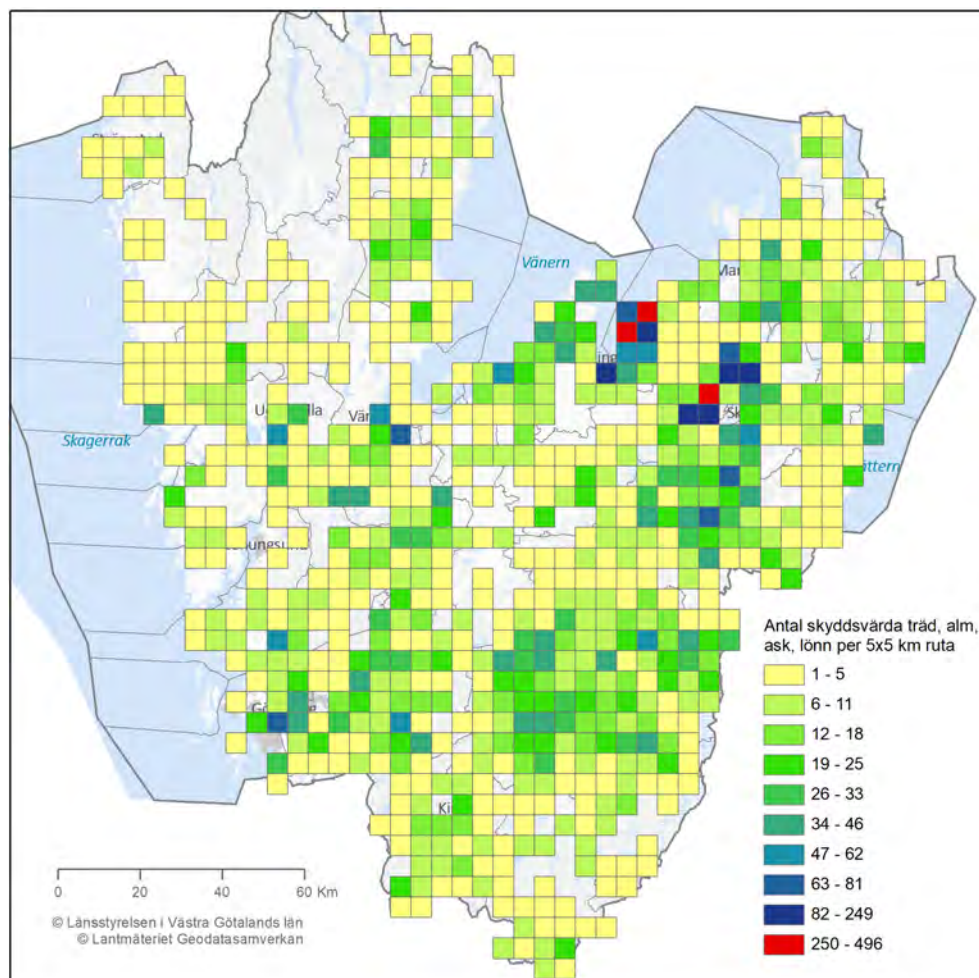 Vänern
Skagerrak
Antal skyddsvärda träd, alm,
ask, lönn per 5x5 km ruta
1 - 5
6 - 11
12 - 18
19 - 25
26 - 33
34 - 46
47 - 62
63 - 81
82 - 249
250 - 496
0 20 40 60 Km
© Länsstyrelsen i Västra Götalands län
© Lantmäteriet Geodatasamverkan